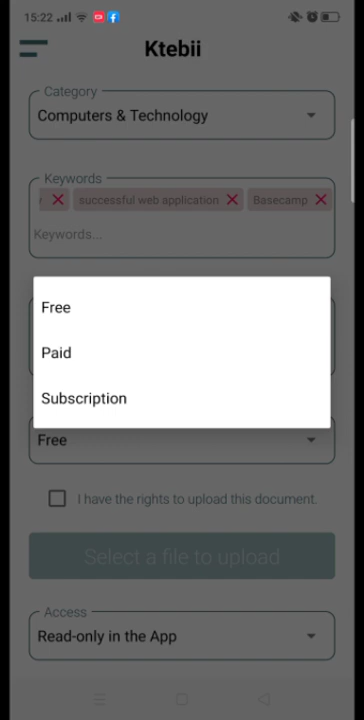 15:22
Ktebii
Category
Computers & Technology
Keywords
successful web application
Basecamp
Keywords...
Free
Paid
Subscription
Free
I have the rights to upload this document.
Select a file to upload
Access
Read-only in the App